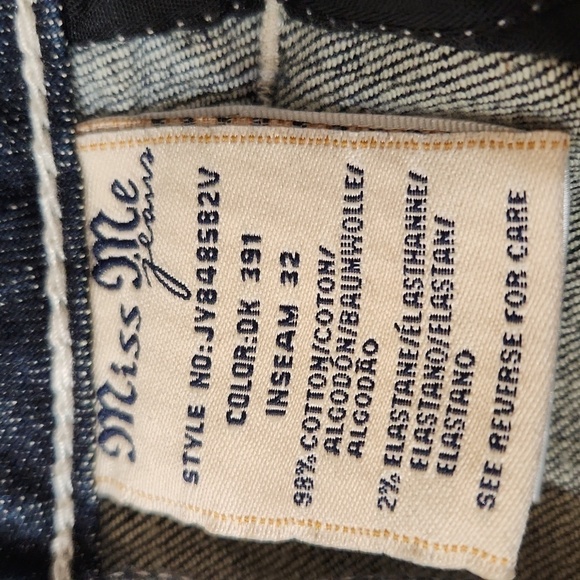 Miss Me
jeans
STYLE NO:JY8485B2V
COLOR:DK 391
INSEAM 32
98% COTTON/COTON/
ALGODON/BAUMWOLLE/
ALGODÃO
2% ELASTANE/ÉLASTHANNE/
ELASTANO/ELASTAN/
ELASTANO
SEE REVERSE FOR CARE